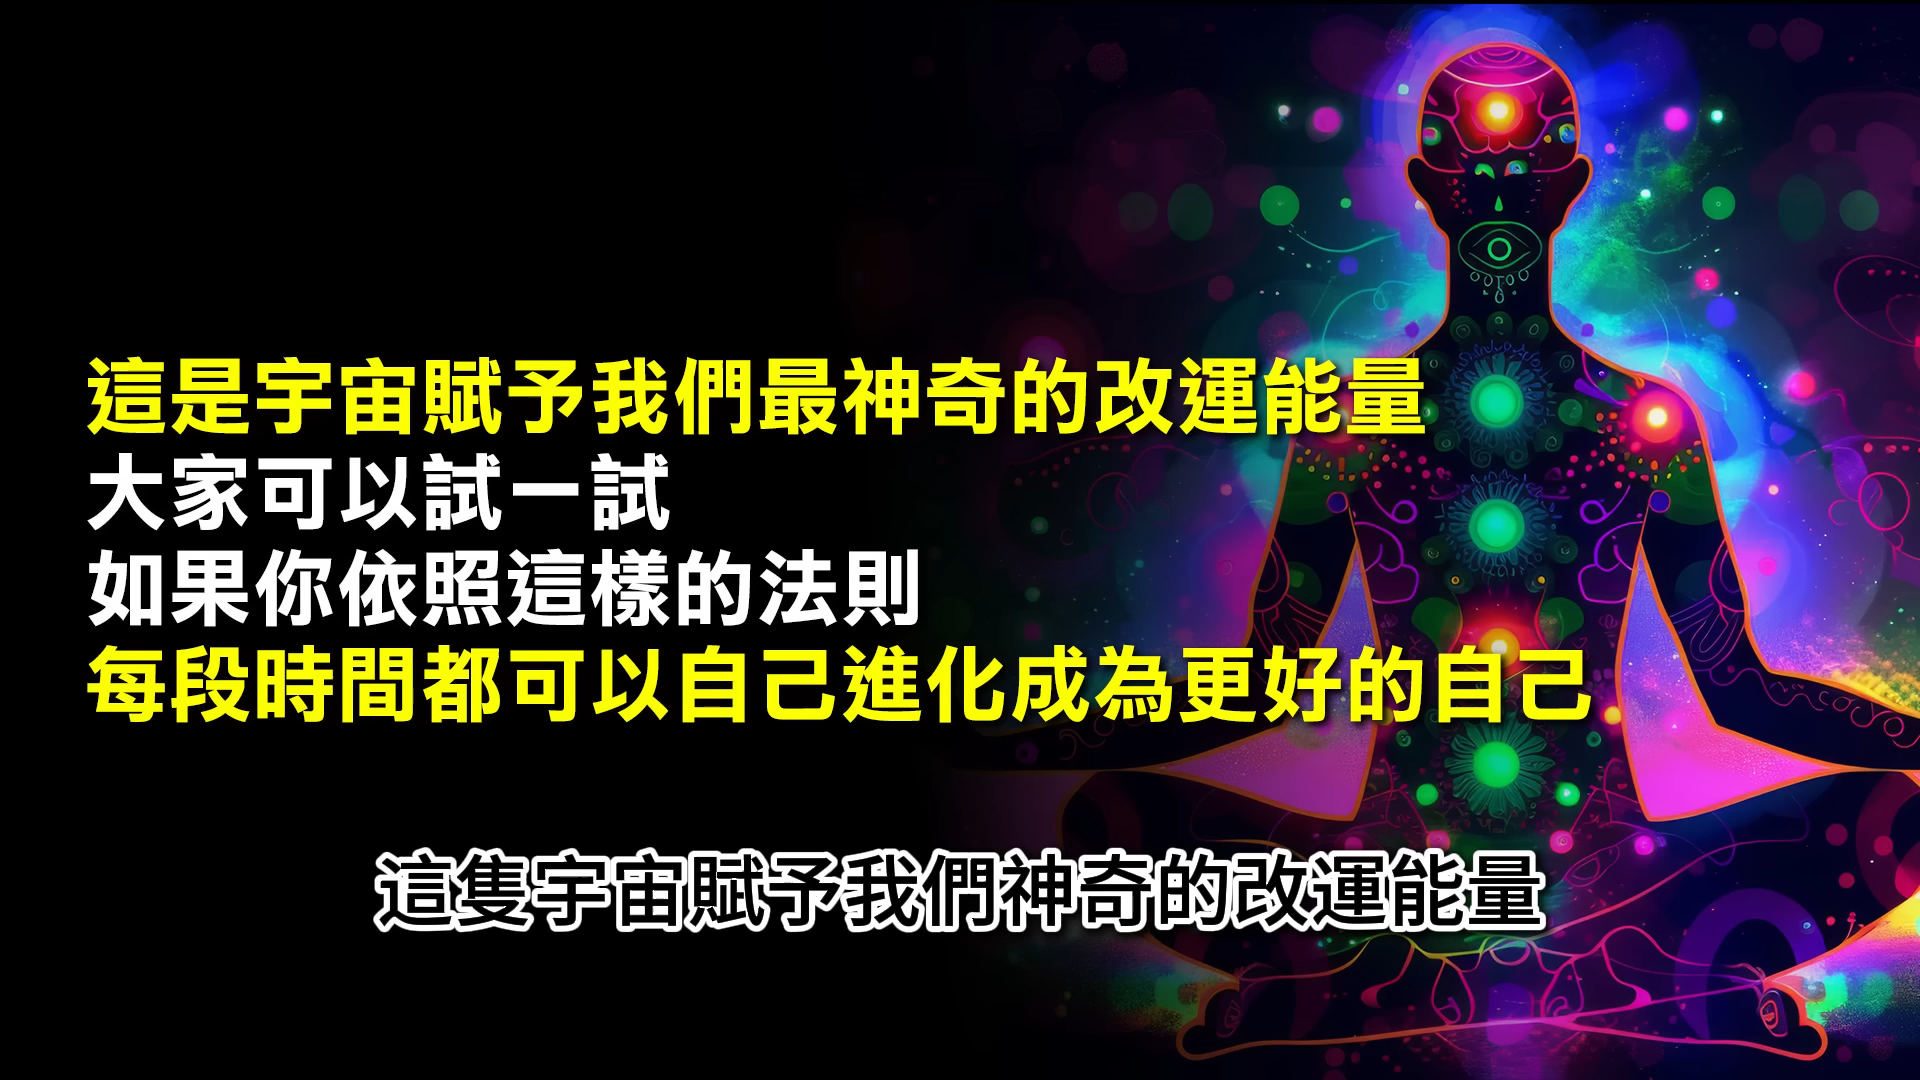 這是宇宙賦予我們最神奇的改運能量
大家可以試一試
如果你依照這樣的法則
每段時間都可以自己進化成為更好的自己
這隻宇宙賦予我們神奇的改運能量